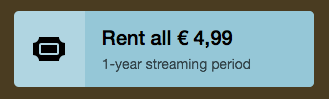 Rent all € 4,99
1-year streaming period